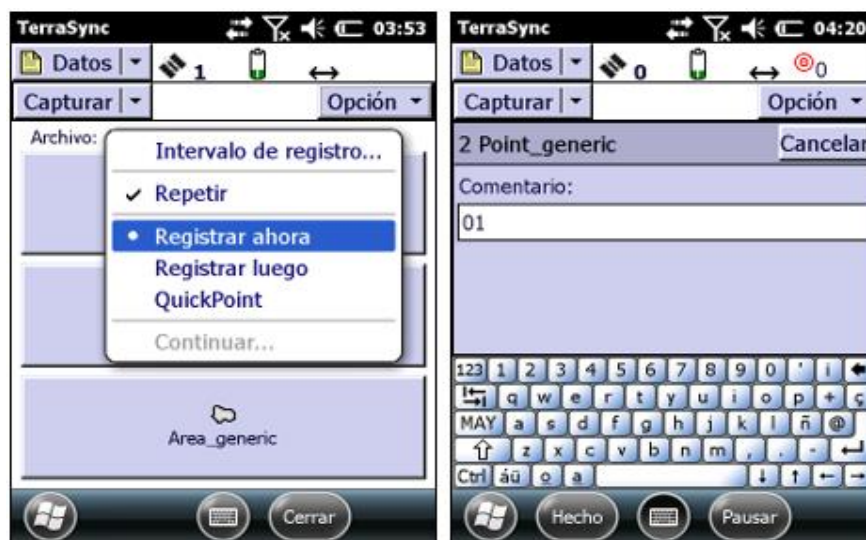 TerraSync 03:53
Datos
1
Capturar Opción
Archivo:
Intervalo de registro...
Repetir
Registrar ahora
Registrar luego
QuickPoint
Continuar...
Area_generic
Cerrar
TerraSync 04:20
Datos
0 0
Capturar Opción
2 Point_generic Cancelar
Comentario:
01
123 1 2 3 4 5 6 7 8 9 0 ' ¡
q w e r t y u i o p + ç
MAY a s d f g h j k l ñ @
z x c v b n m , . -
Ctrl áü º ª
Hecho Pausar